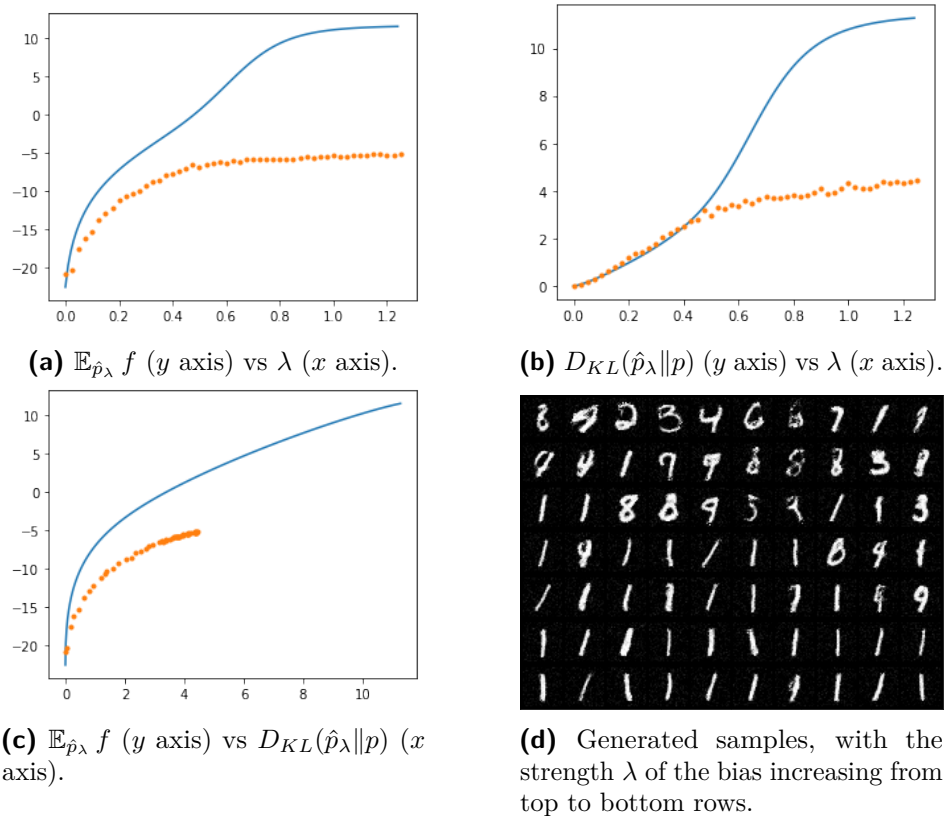 10
5
0
−5
−10
−15
−20
0.0 0.2 0.4 0.6 0.8 1.0 1.2
(a) 𝔼_{p̂_λ} f (y axis) vs λ (x axis).
10
8
6
4
2
0
0.0 0.2 0.4 0.6 0.8 1.0 1.2
(b) D_{KL}(p̂_λ‖p) (y axis) vs λ (x axis).
10
5
0
−5
−10
−15
−20
0 2 4 6 8 10
(c) 𝔼_{p̂_λ} f (y axis) vs D_{KL}(p̂_λ‖p) (x
axis).
(d) Generated samples, with the
strength λ of the bias increasing from
top to bottom rows.